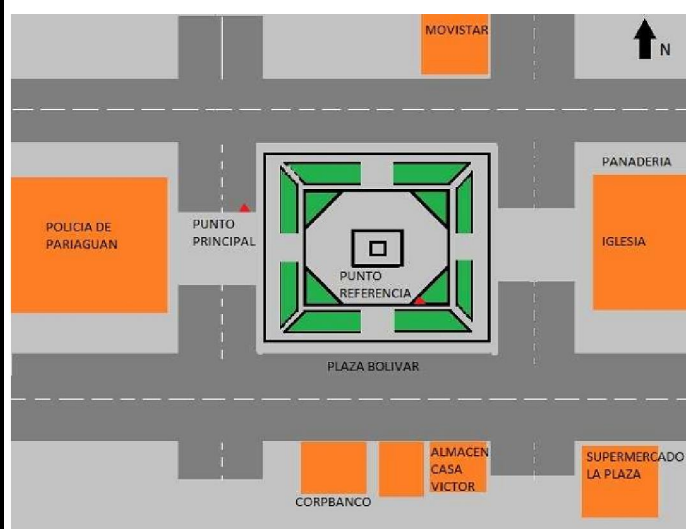 MOVISTAR
N
PANADERIA
POLICIA DE
PARIAGUAN
PUNTO
PRINCIPAL
IGLESIA
PUNTO
REFERENCIA
PLAZA BOLIVAR
ALMACEN
CASA
VICTOR
SUPERMERCADO
LA PLAZA
CORPBANCO